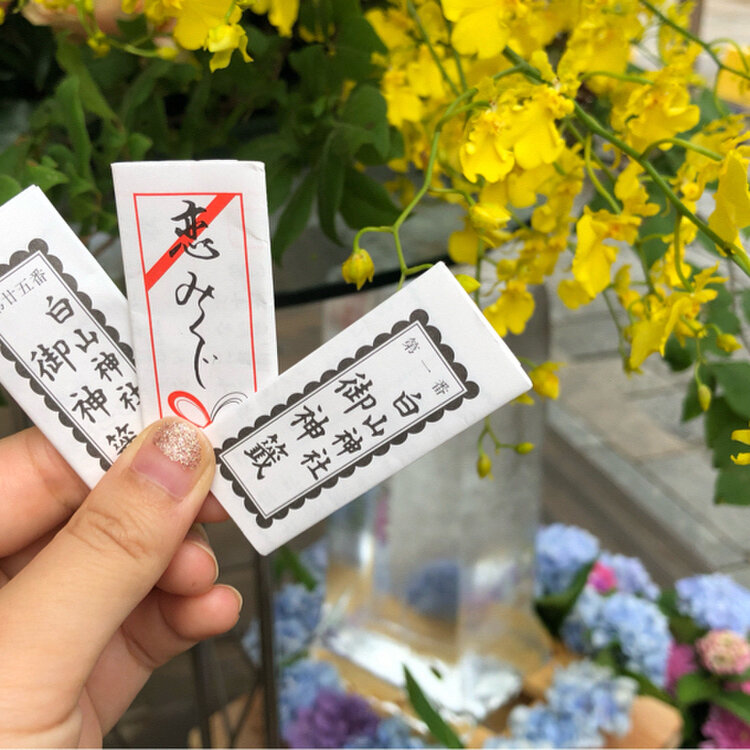 第廿五番
白山神社
御神籤
恋みくじ
第一番
白山神社
御神籤